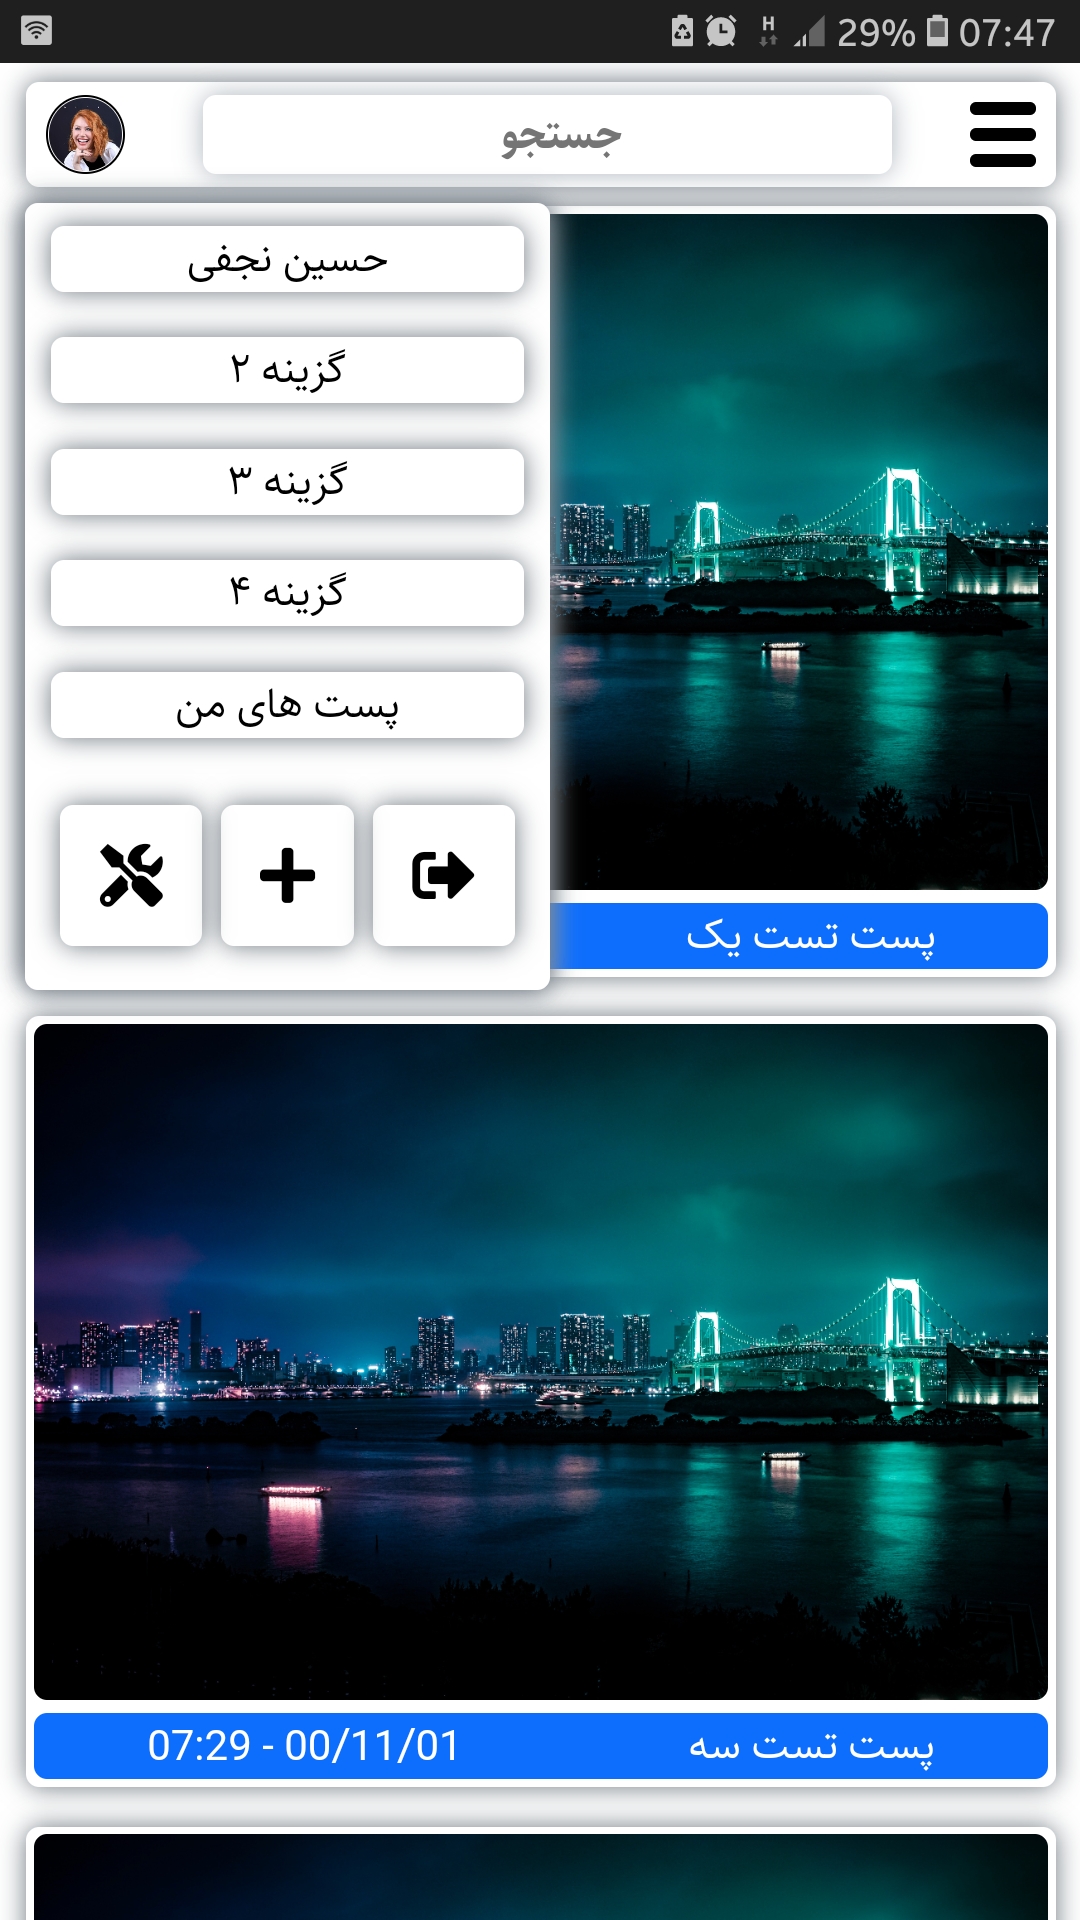 29% 07:47
جستجو
حسین نجفی
گزینه ۲
گزینه ۳
گزینه ۴
پست های من
پست تست یک
پست تست سه
07:29 - 00/11/01